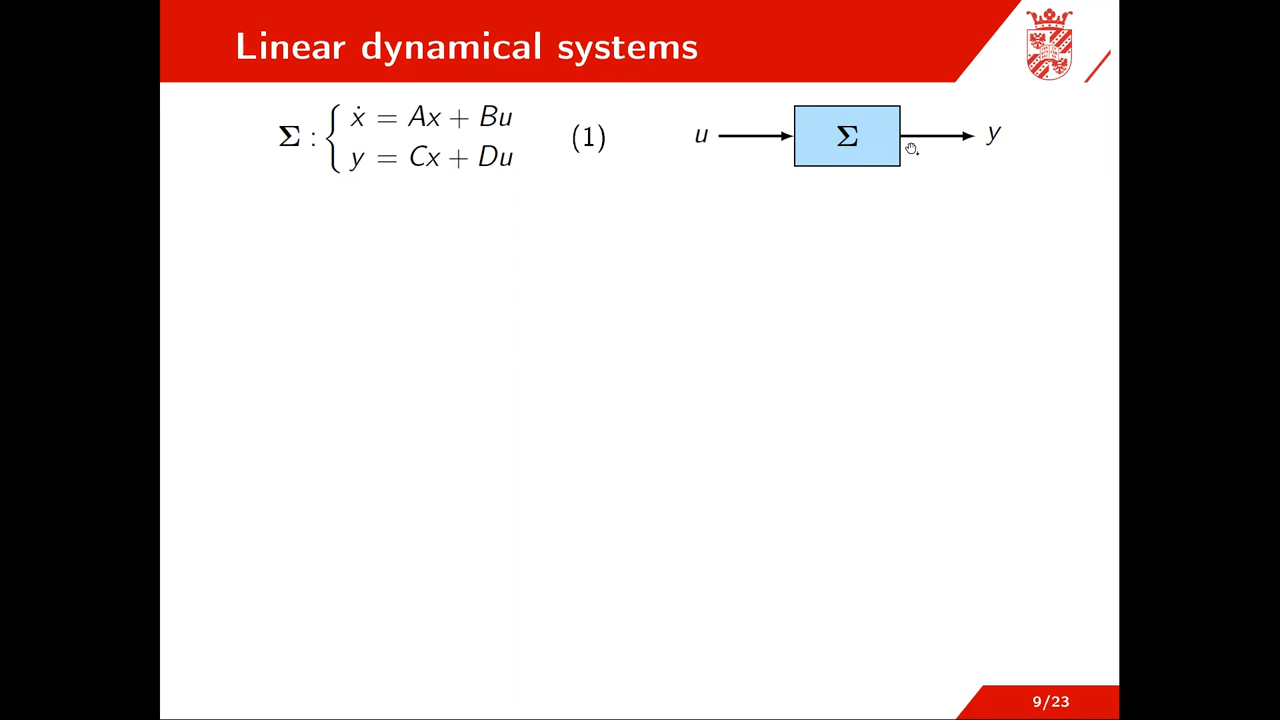 Linear dynamical systems
Σ : { ẋ = Ax + Bu
y = Cx + Du
(1)
u Σ y
9/23